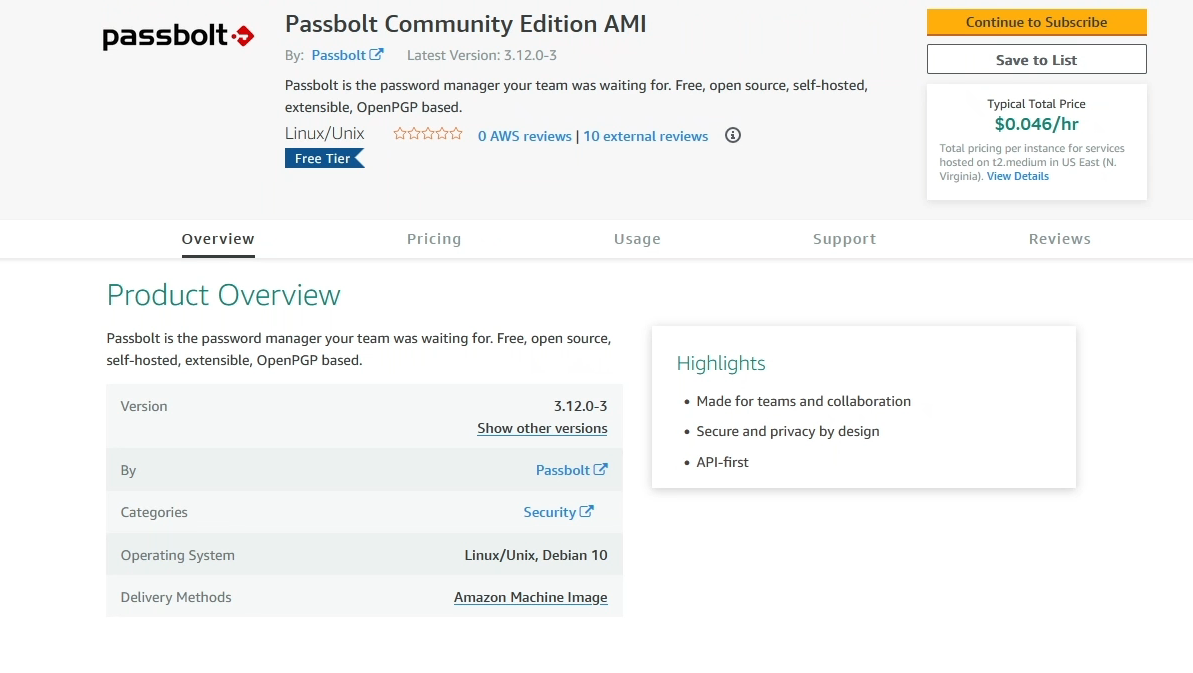 passbolt
Passbolt Community Edition AMI
By: Passbolt Latest Version: 3.12.0-3
Passbolt is the password manager your team was waiting for. Free, open source, self-hosted,
extensible, OpenPGP based.
Linux/Unix 0 AWS reviews | 10 external reviews
Free Tier
Continue to Subscribe
Save to List
Typical Total Price
$0.046/hr
Total pricing per instance for services
hosted on t2.medium in US East (N.
Virginia). View Details
Overview Pricing Usage Support Reviews
Product Overview
Passbolt is the password manager your team was waiting for. Free, open source,
self-hosted, extensible, OpenPGP based.
Version 3.12.0-3
Show other versions
By Passbolt
Categories Security
Operating System Linux/Unix, Debian 10
Delivery Methods Amazon Machine Image
Highlights
• Made for teams and collaboration
• Secure and privacy by design
• API-first